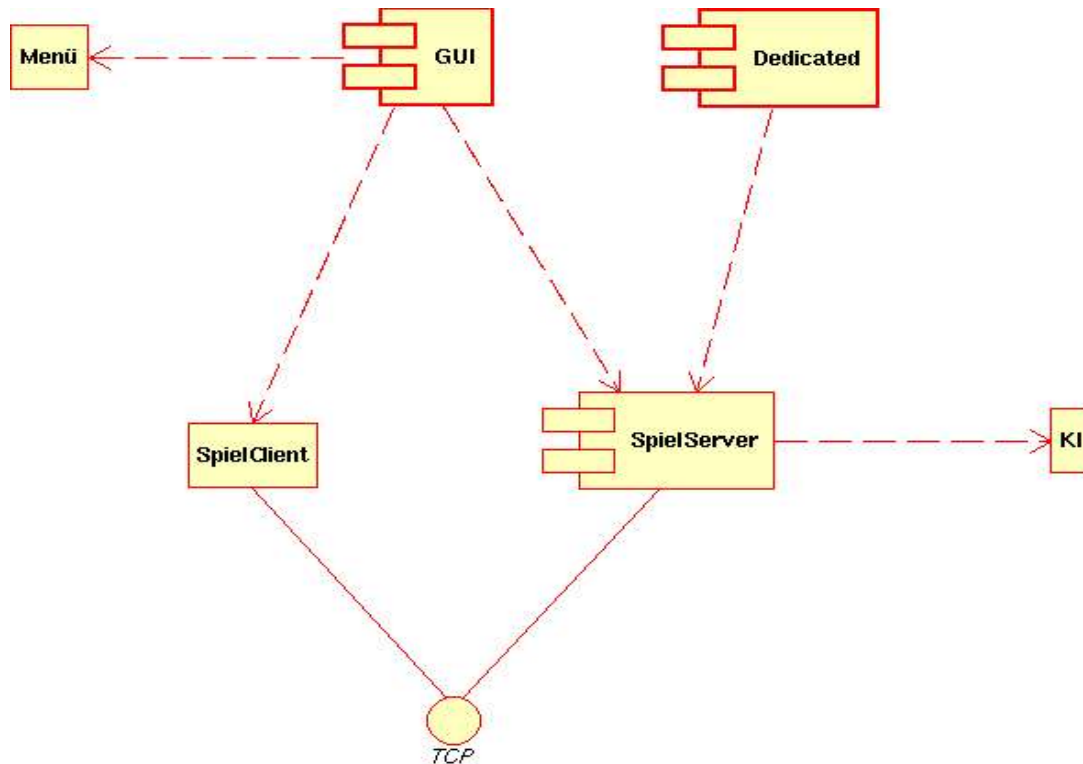 Menü
GUI
Dedicated
SpielClient
SpielServer
KI
TCP